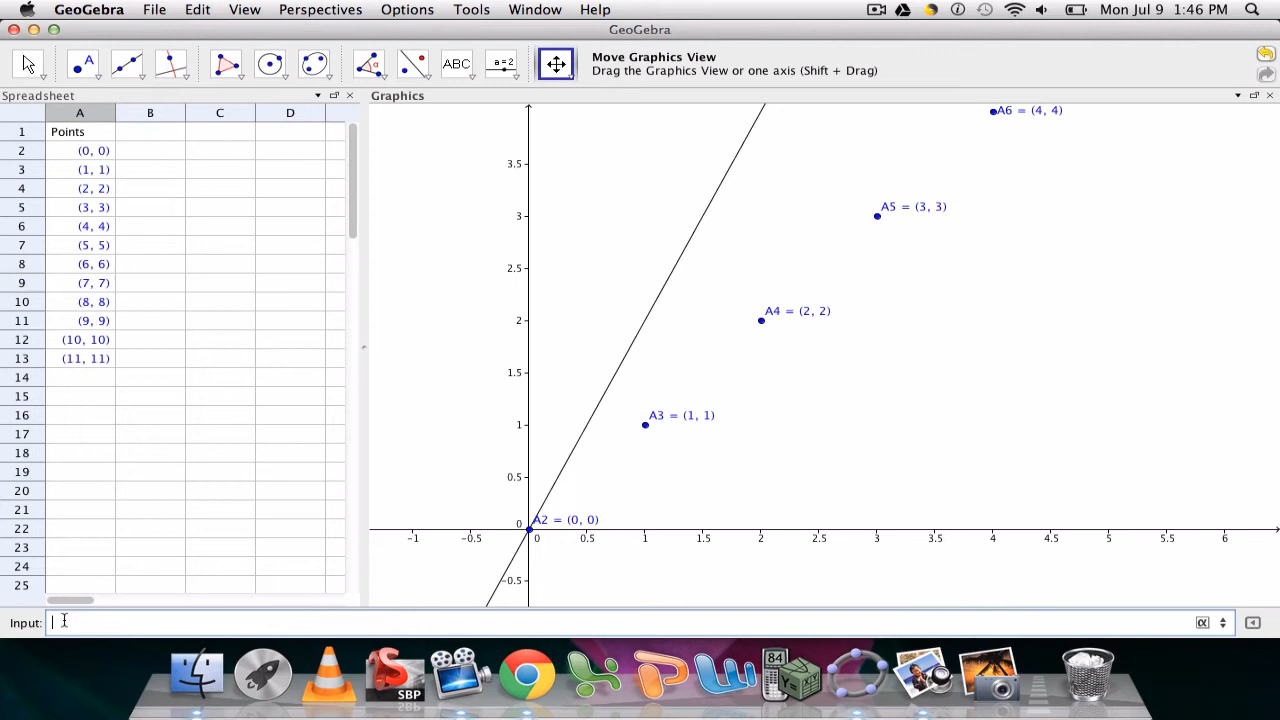 GeoGebra File Edit View Perspectives Options Tools Window Help Mon Jul 9 1:46 PM
GeoGebra
A ABC a=2 Move Graphics View
Drag the Graphics View or one axis (Shift + Drag)
Spreadsheet Graphics
A B C D
1 Points
2 (0, 0)
3 (1, 1)
4 (2, 2)
5 (3, 3)
6 (4, 4)
7 (5, 5)
8 (6, 6)
9 (7, 7)
10 (8, 8)
11 (9, 9)
12 (10, 10)
13 (11, 11)
14
15
16
17
18
19
20
21
22
23
24
25
A6 = (4, 4)
3.5
A5 = (3, 3)
3
2.5
A4 = (2, 2)
2
1.5
A3 = (1, 1)
1
0.5
A2 = (0, 0)
0
−1 −0.5 0 0.5 1 1.5 2 2.5 3 3.5 4 4.5 5 5.5 6
−0.5
Input: α
S SBP X P W 84 Y=